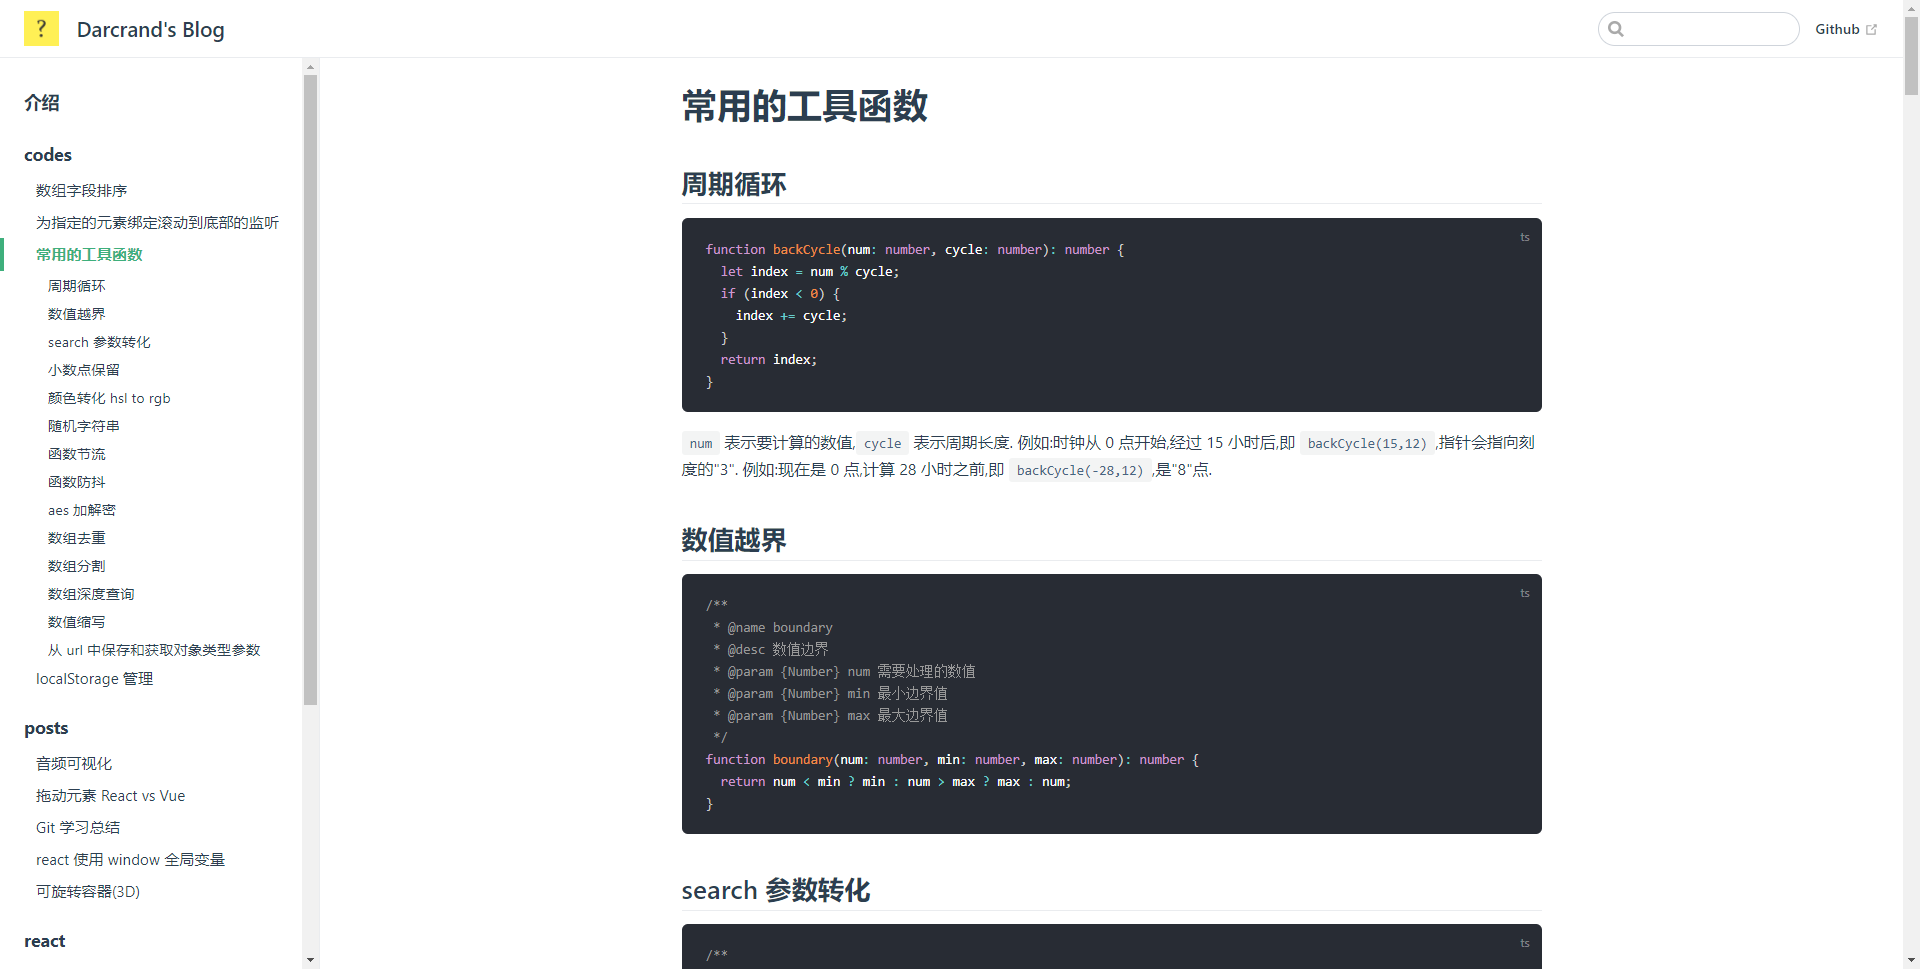 ?
Darcrand's Blog
Github
介绍
codes
数组字段排序
为指定的元素绑定滚动到底部的监听
常用的工具函数
周期循环
数值越界
search 参数转化
小数点保留
颜色转化 hsl to rgb
随机字符串
函数节流
函数防抖
aes 加解密
数组去重
数组分割
数组深度查询
数值缩写
从 url 中保存和获取对象类型参数
localStorage 管理
posts
音频可视化
拖动元素 React vs Vue
Git 学习总结
react 使用 window 全局变量
可旋转容器(3D)
react
常用的工具函数
周期循环
ts
function backCycle(num: number, cycle: number): number {
  let index = num % cycle;
  if (index < 0) {
    index += cycle;
  }
  return index;
}
num 表示要计算的数值, cycle 表示周期长度. 例如:时钟从 0 点开始,经过 15 小时后,即 backCycle(15,12) ,指针会指向刻
度的"3". 例如:现在是 0 点,计算 28 小时之前,即 backCycle(-28,12) ,是"8"点.
数值越界
ts
/**
 * @name boundary
 * @desc 数值边界
 * @param {Number} num 需要处理的数值
 * @param {Number} min 最小边界值
 * @param {Number} max 最大边界值
 */
function boundary(num: number, min: number, max: number): number {
  return num < min ? min : num > max ? max : num;
}
search 参数转化
ts
/**